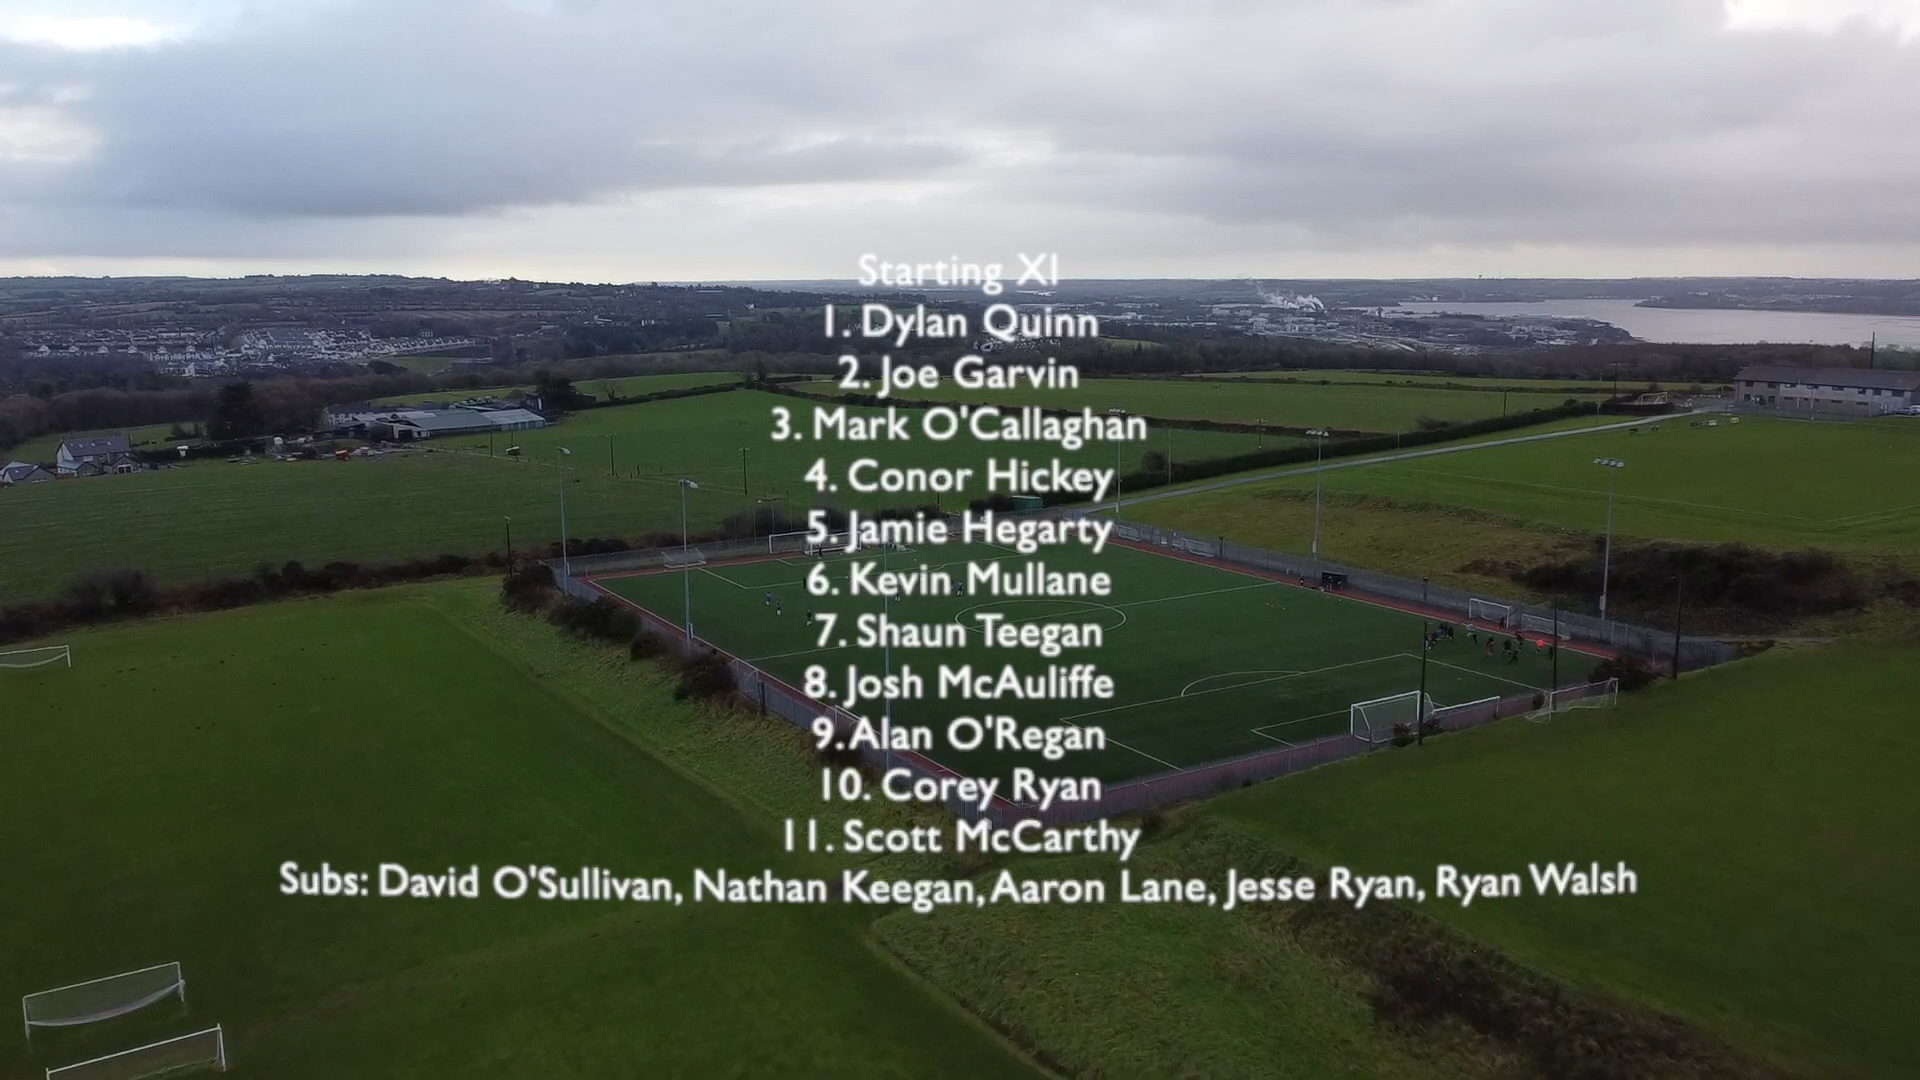 Starting XI
1. Dylan Quinn
2. Joe Garvin
3. Mark O'Callaghan
4. Conor Hickey
5. Jamie Hegarty
6. Kevin Mullane
7. Shaun Teegan
8. Josh McAuliffe
9. Alan O'Regan
10. Corey Ryan
11. Scott McCarthy
Subs: David O'Sullivan, Nathan Keegan, Aaron Lane, Jesse Ryan, Ryan Walsh